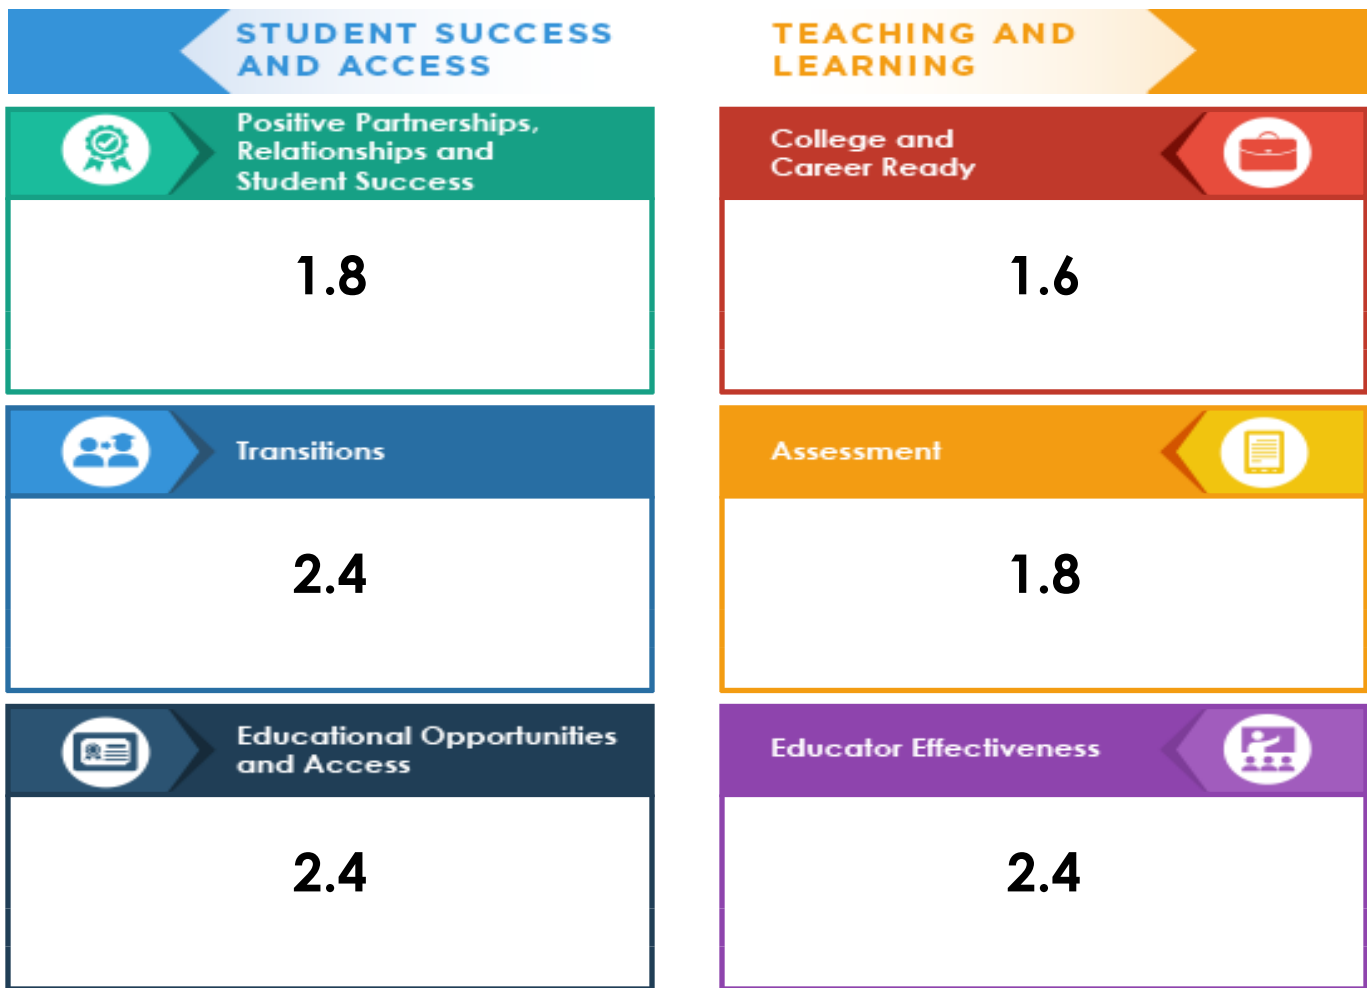 STUDENT SUCCESS
AND ACCESS
Positive Partnerships,
Relationships and
Student Success
1.8
Transitions
2.4
Educational Opportunities
and Access
2.4
TEACHING AND
LEARNING
College and
Career Ready
1.6
Assessment
1.8
Educator Effectiveness
2.4